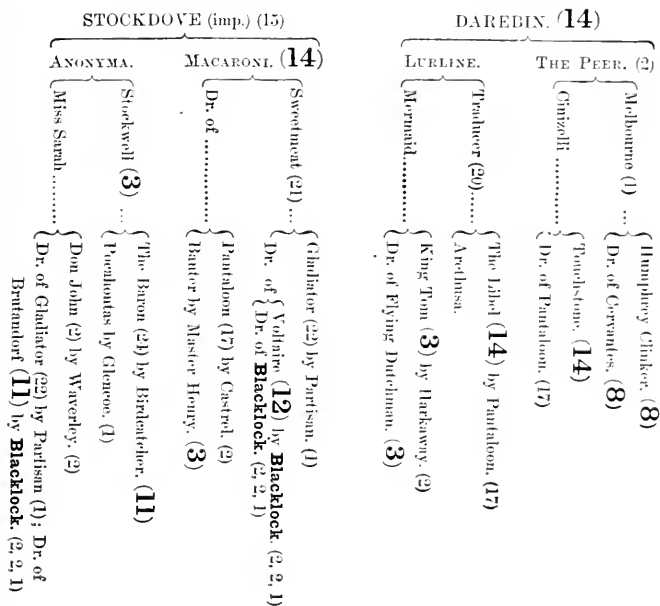 STOCKDOVE (imp.) (15)
DAREBIN. (14)
ANONYMA.
MACARONI. (14)
LURLINE.
THE PEER. (2)
Miss Sarah
Stockwell (3) ...
Dr. of ............
Sweetmeat (21) ...
Mermaid..........
Traducer (20).....
Cinizelli ............
Melbourne (1) ...
Brutandorf (11) by Blacklock. (2, 2, 1)
Dr. of Gladiator (22) by Partisan (1); Dr. of
Don John (2) by Waverley. (2)
Pocahontas by Glencoe. (1)
The Baron (24) by Birdcatcher. (11)
Banter by Master Henry. (3)
Pantaloon (17) by Castrel. (2)
Dr. of { Voltaire (12) by Blacklock. (2, 2, 1)
Dr. of Blacklock. (2, 2, 1)
Gladiator (22) by Partisan. (1)
Dr. of Flying Dutchman. (3)
King Tom (3) by Harkaway. (2)
Arethusa.
The Libel (14) by Pantaloon. (17)
Dr. of Pantaloon. (17)
Touchstone. (14)
Dr. of Cervantes. (8)
Humphrey Clinker. (8)